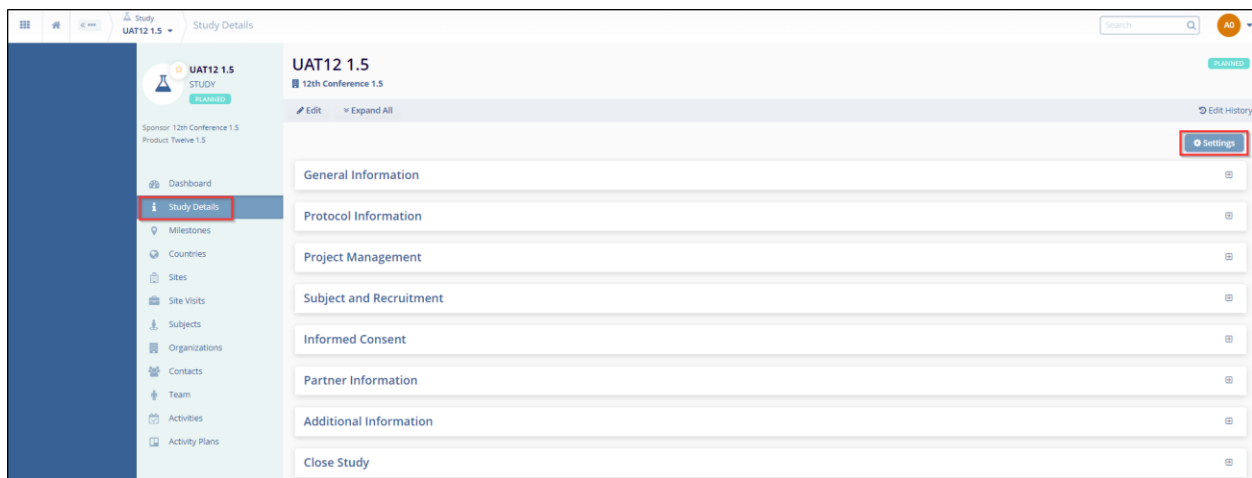 Study
UAT12 1.5
Study Details
Search
AD
UAT12 1.5
STUDY
PLANNED
Sponsor 12th Conference 1.5
Product Twelve 1.5
Dashboard
Study Details
Milestones
Countries
Sites
Site Visits
Subjects
Organizations
Contacts
Team
Activities
Activity Plans
UAT12 1.5
PLANNED
12th Conference 1.5
Edit
Expand All
Edit History
Settings
General Information
Protocol Information
Project Management
Subject and Recruitment
Informed Consent
Partner Information
Additional Information
Close Study